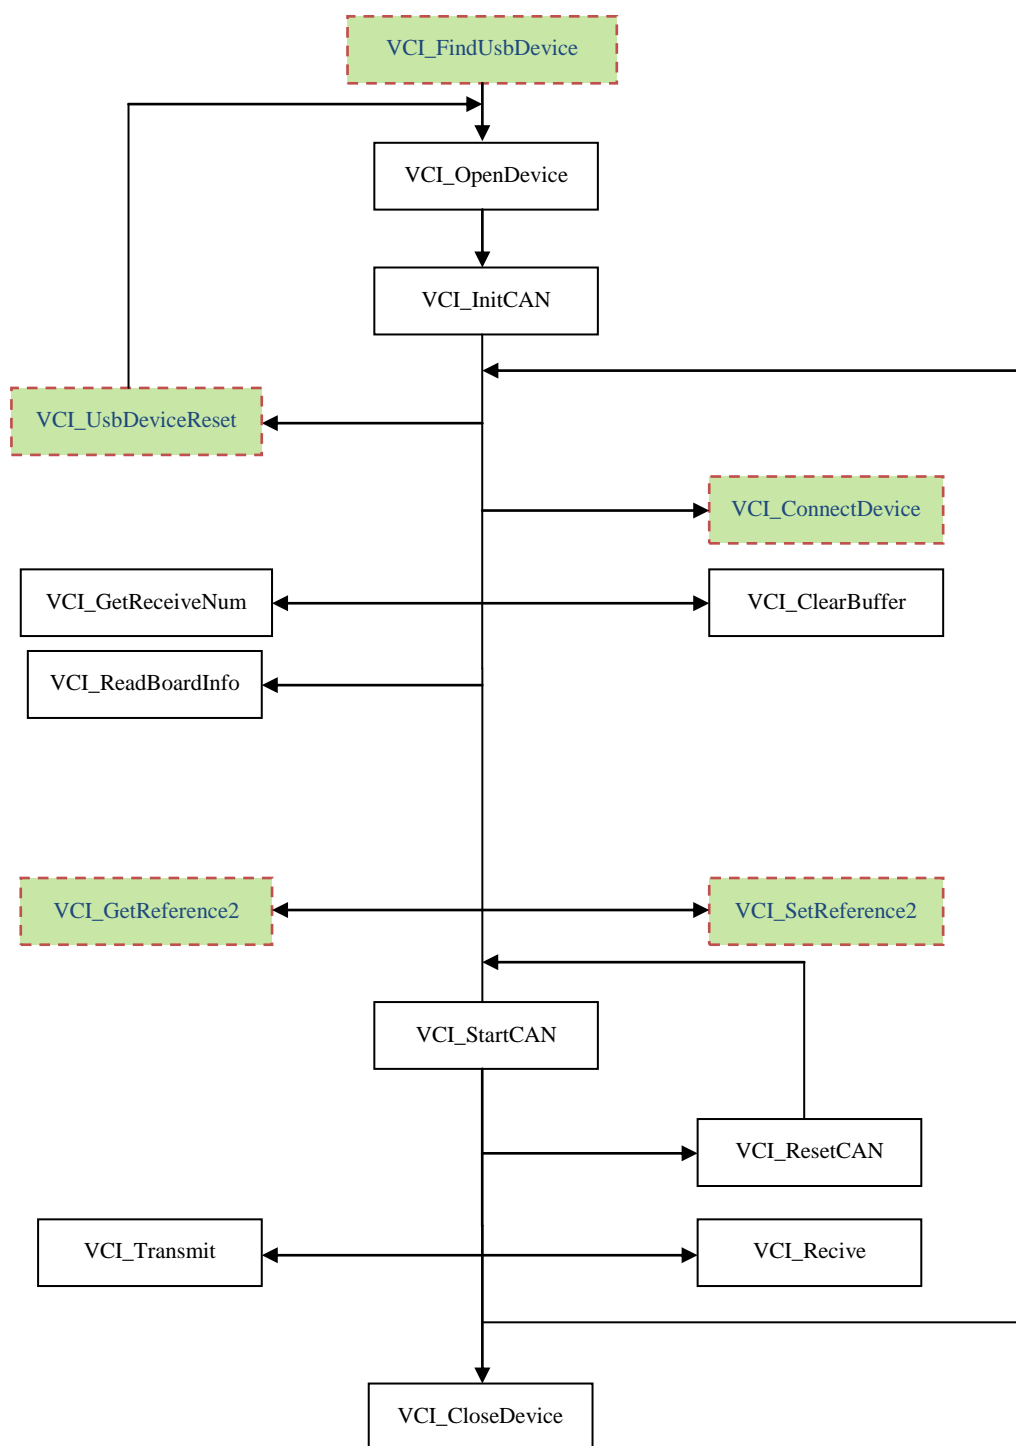 VCI_FindUsbDevice
VCI_OpenDevice
VCI_InitCAN
VCI_UsbDeviceReset
VCI_ConnectDevice
VCI_GetReceiveNum
VCI_ClearBuffer
VCI_ReadBoardInfo
VCI_GetReference2
VCI_SetReference2
VCI_StartCAN
VCI_ResetCAN
VCI_Transmit
VCI_Recive
VCI_CloseDevice